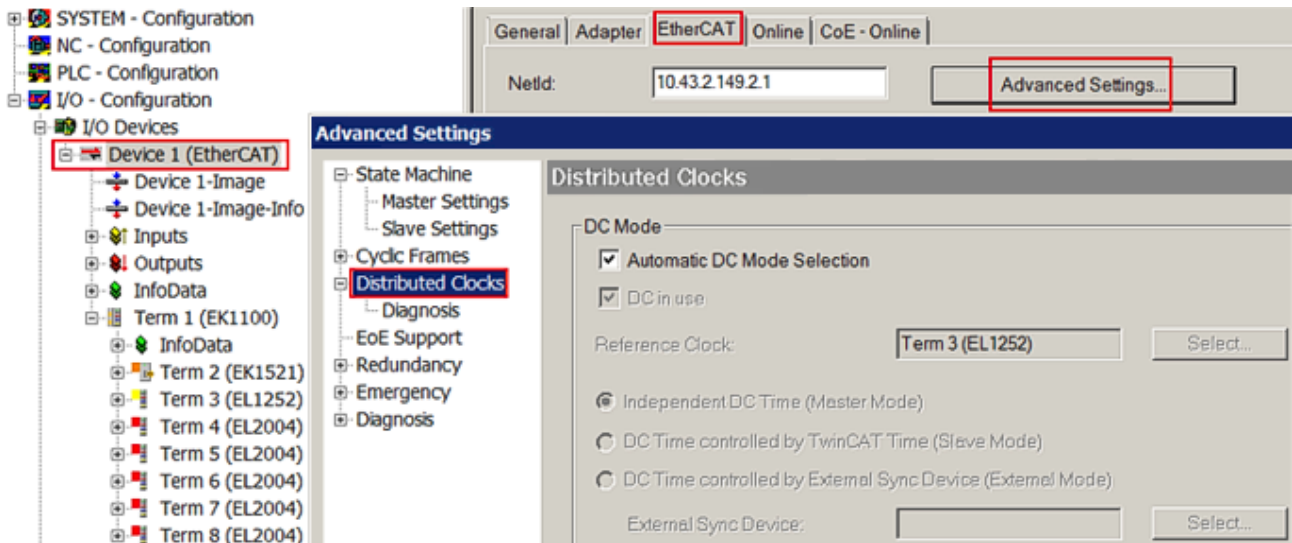 SYSTEM - Configuration
NC - Configuration
PLC - Configuration
I/O - Configuration
I/O Devices
Device 1 (EtherCAT)
Device 1-Image
Device 1-Image-Info
Inputs
Outputs
InfoData
Term 1 (EK1100)
InfoData
Term 2 (EK1521)
Term 3 (EL1252)
Term 4 (EL2004)
Term 5 (EL2004)
Term 6 (EL2004)
Term 7 (EL2004)
Term 8 (EL2004)
General Adapter EtherCAT Online CoE - Online
NetId: 10.43.2.149.2.1 Advanced Settings...
Advanced Settings
State Machine
Master Settings
Slave Settings
Cyclic Frames
Distributed Clocks
Diagnosis
EoE Support
Redundancy
Emergency
Diagnosis
Distributed Clocks
DC Mode
Automatic DC Mode Selection
DC in use
Reference Clock: Term 3 (EL1252) Select...
Independent DC Time (Master Mode)
DC Time controlled by TwinCAT Time (Slave Mode)
DC Time controlled by External Sync Device (External Mode)
External Sync Device: Select...